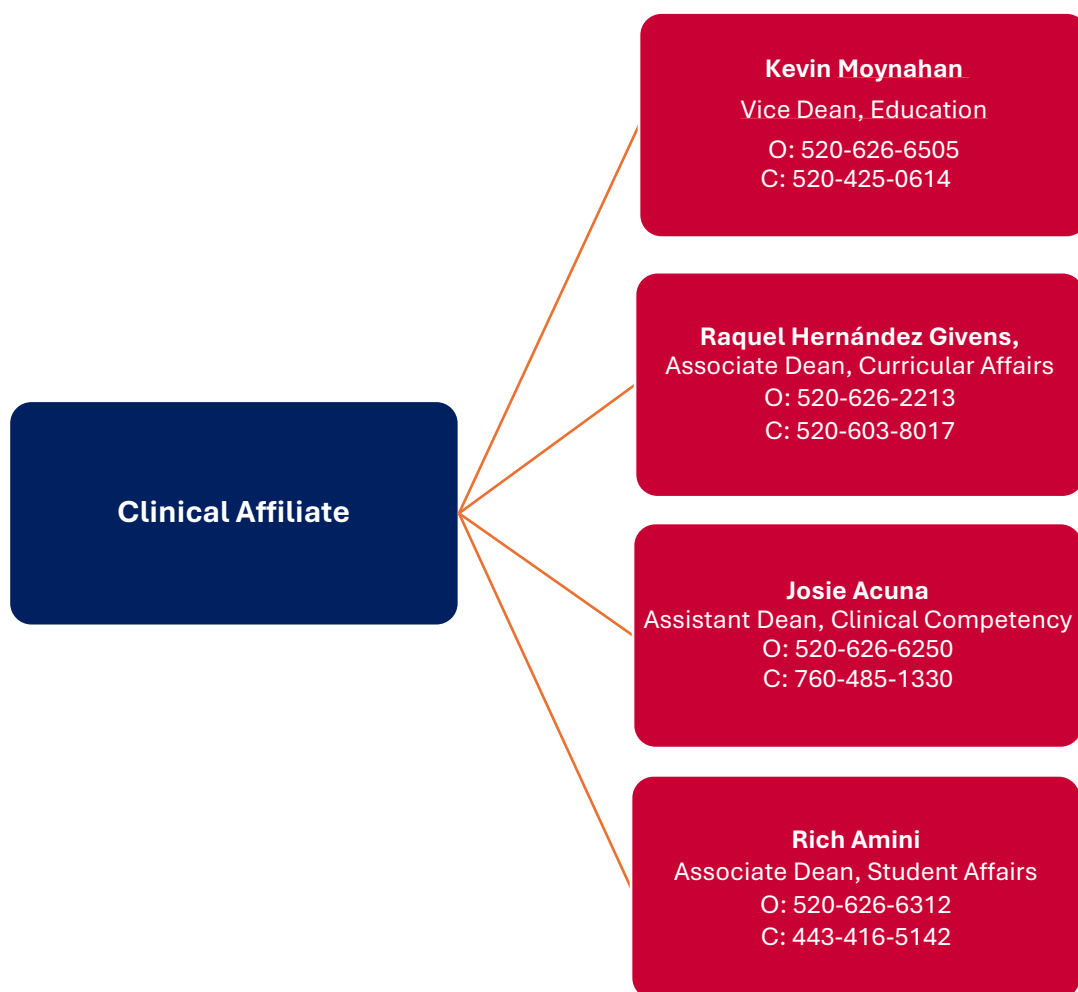 Kevin Moynahan
Vice Dean, Education
O: 520-626-6505
C: 520-425-0614
Raquel Hernández Givens,
Associate Dean, Curricular Affairs
O: 520-626-2213
C: 520-603-8017
Clinical Affiliate
Josie Acuna
Assistant Dean, Clinical Competency
O: 520-626-6250
C: 760-485-1330
Rich Amini
Associate Dean, Student Affairs
O: 520-626-6312
C: 443-416-5142